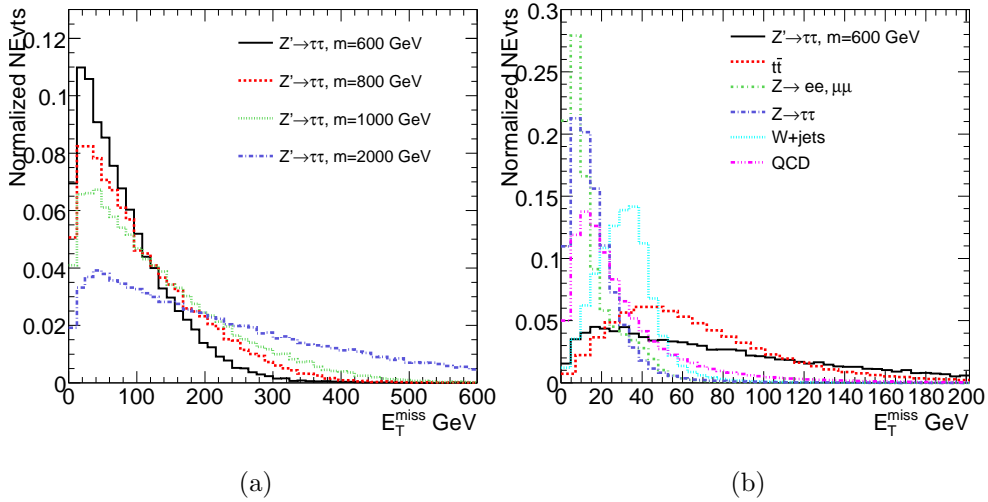 Normalized NEvts
0.12
0.1
0.08
0.06
0.04
0.02
0
Z'→ττ, m=600 GeV
Z'→ττ, m=800 GeV
Z'→ττ, m=1000 GeV
Z'→ττ, m=2000 GeV
0 100 200 300 400 500 600
E_T^miss GeV
(a)
Normalized NEvts
0.3
0.25
0.2
0.15
0.1
0.05
0
Z'→ττ, m=600 GeV
tt̄
Z→ ee, μμ
Z→ττ
W+jets
QCD
0 20 40 60 80 100 120 140 160 180 200
E_T^miss GeV
(b)